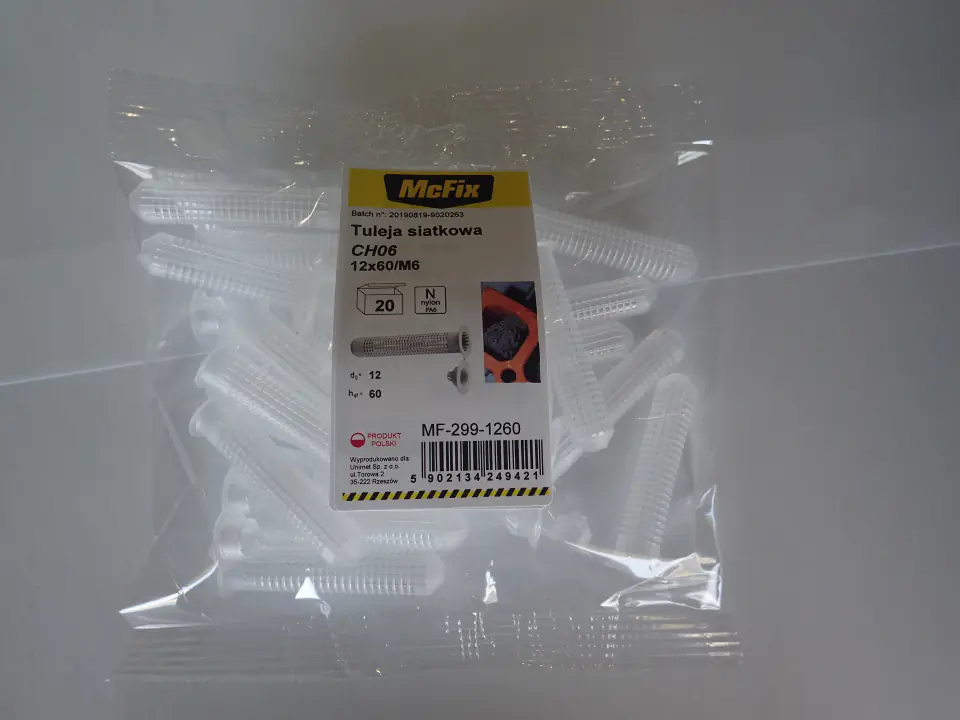 McFix
Batch n°: 20190819-9020263
Tuleja siatkowa
CH06
12x60/M6
20
N
nylon
PA6
d₀= 12
hef= 60
PRODUKT
POLSKI
MF-299-1260
Wyprodukowano dla:
Unimet Sp. z o.o.
ul.Torowa 2
35-222 Rzeszów
5 902134 249421